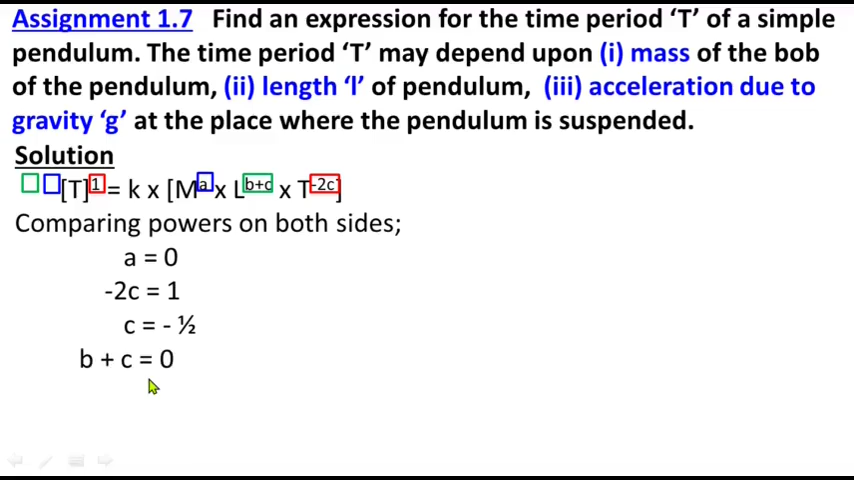 Assignment 1.7 Find an expression for the time period ‘T’ of a simple
pendulum. The time period ‘T’ may depend upon (i) mass of the bob
of the pendulum, (ii) length ‘l’ of pendulum, (iii) acceleration due to
gravity ‘g’ at the place where the pendulum is suspended.
Solution
[T]¹ = k x [Mᵃ x L^b+c x T^-2c]
Comparing powers on both sides;
a = 0
-2c = 1
c = - ½
b + c = 0